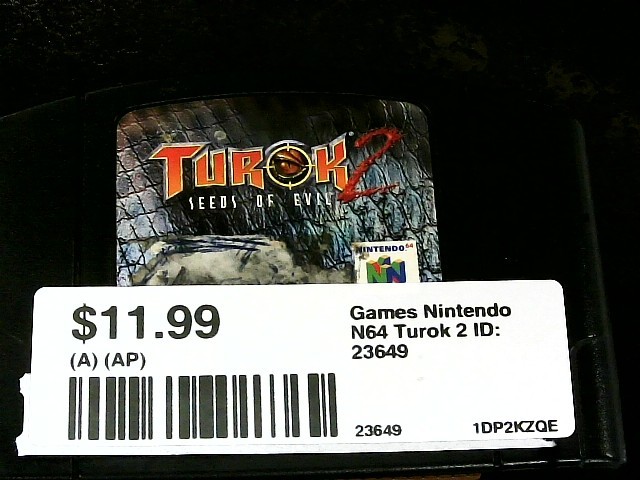 TUROK 2
SEEDS OF EVIL
NINTENDO 64
N
$11.99
(A) (AP)
Games Nintendo
N64 Turok 2 ID:
23649
23649
1DP2KZQE